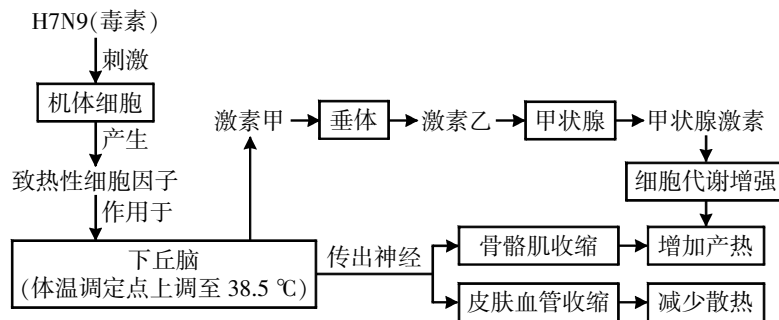 H7N9(毒素)
刺激
机体细胞
产生
致热性细胞因子
作用于
下丘脑
(体温调定点上调至 38.5 ℃)
激素甲
垂体
激素乙
甲状腺
甲状腺激素
细胞代谢增强
传出神经
骨骼肌收缩
增加产热
皮肤血管收缩
减少散热